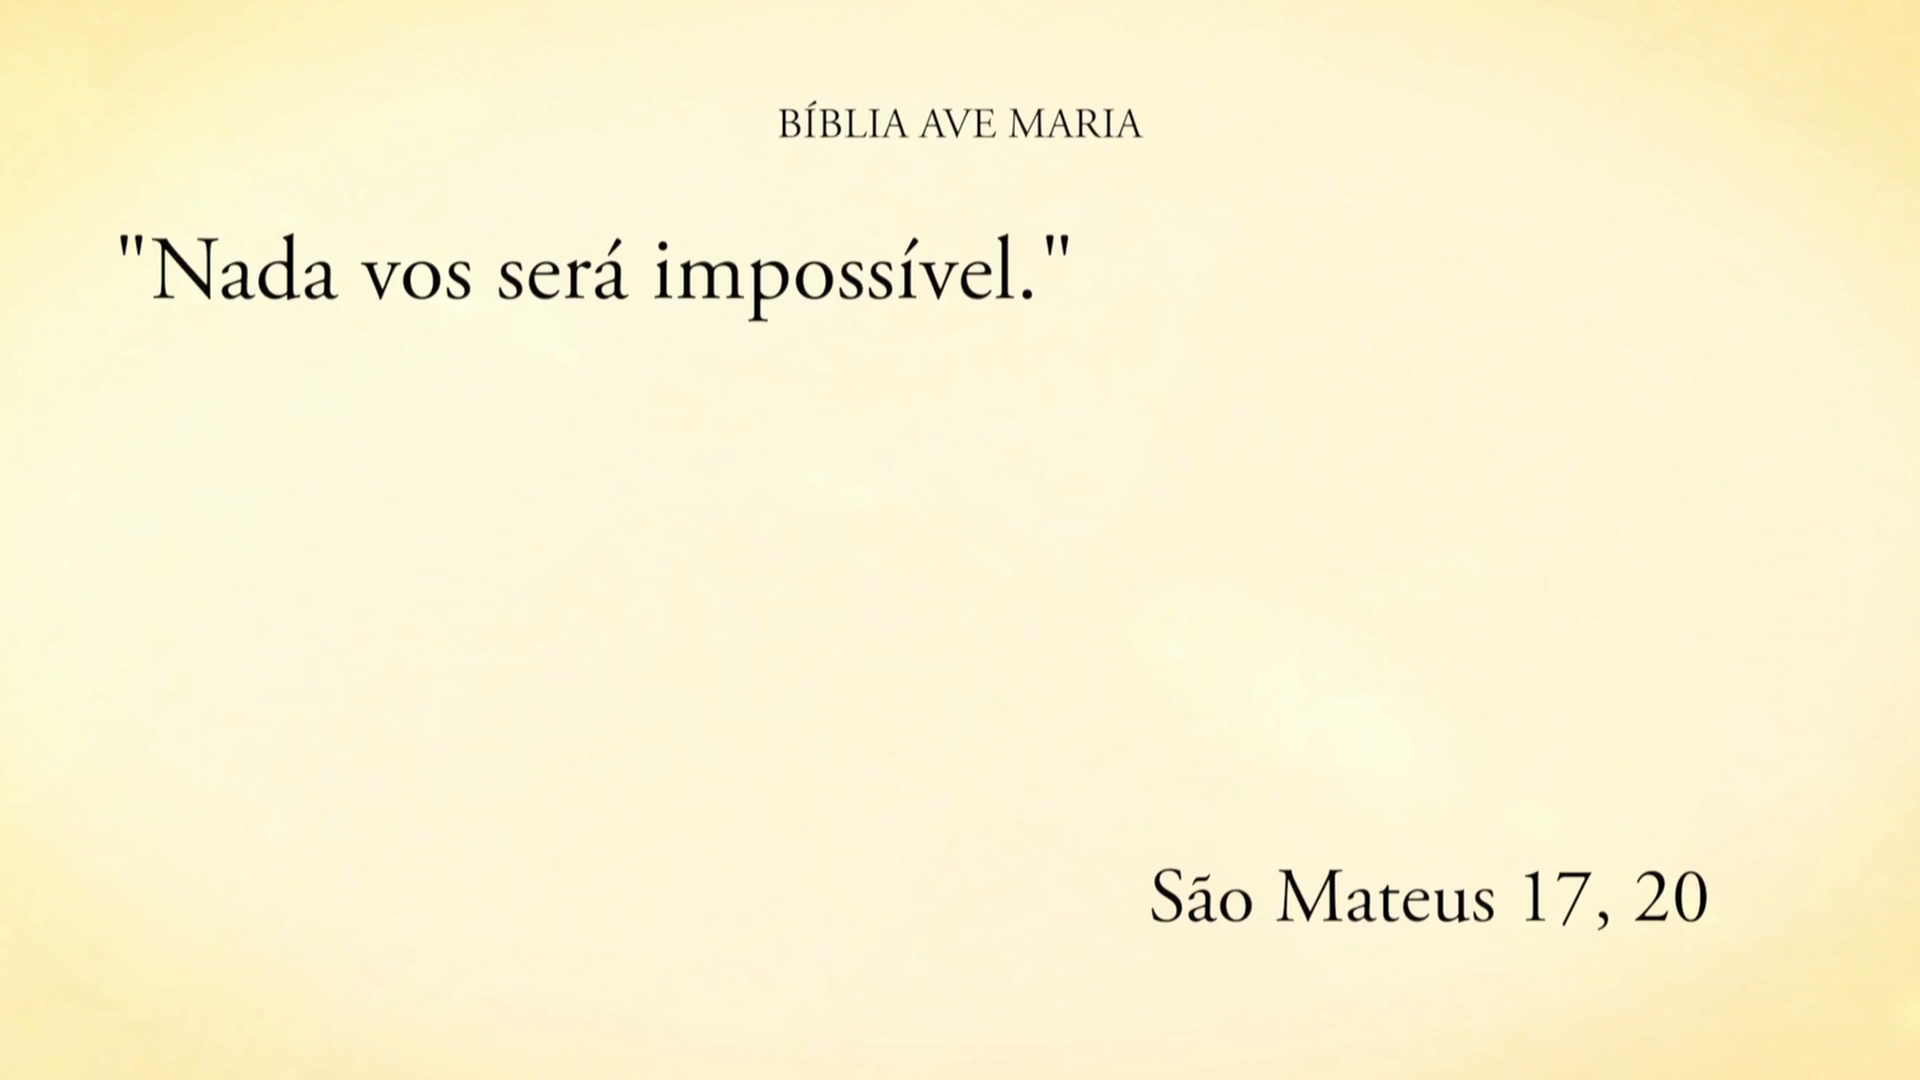 BÍBLIA AVE MARIA
"Nada vos será impossível."
São Mateus 17, 20